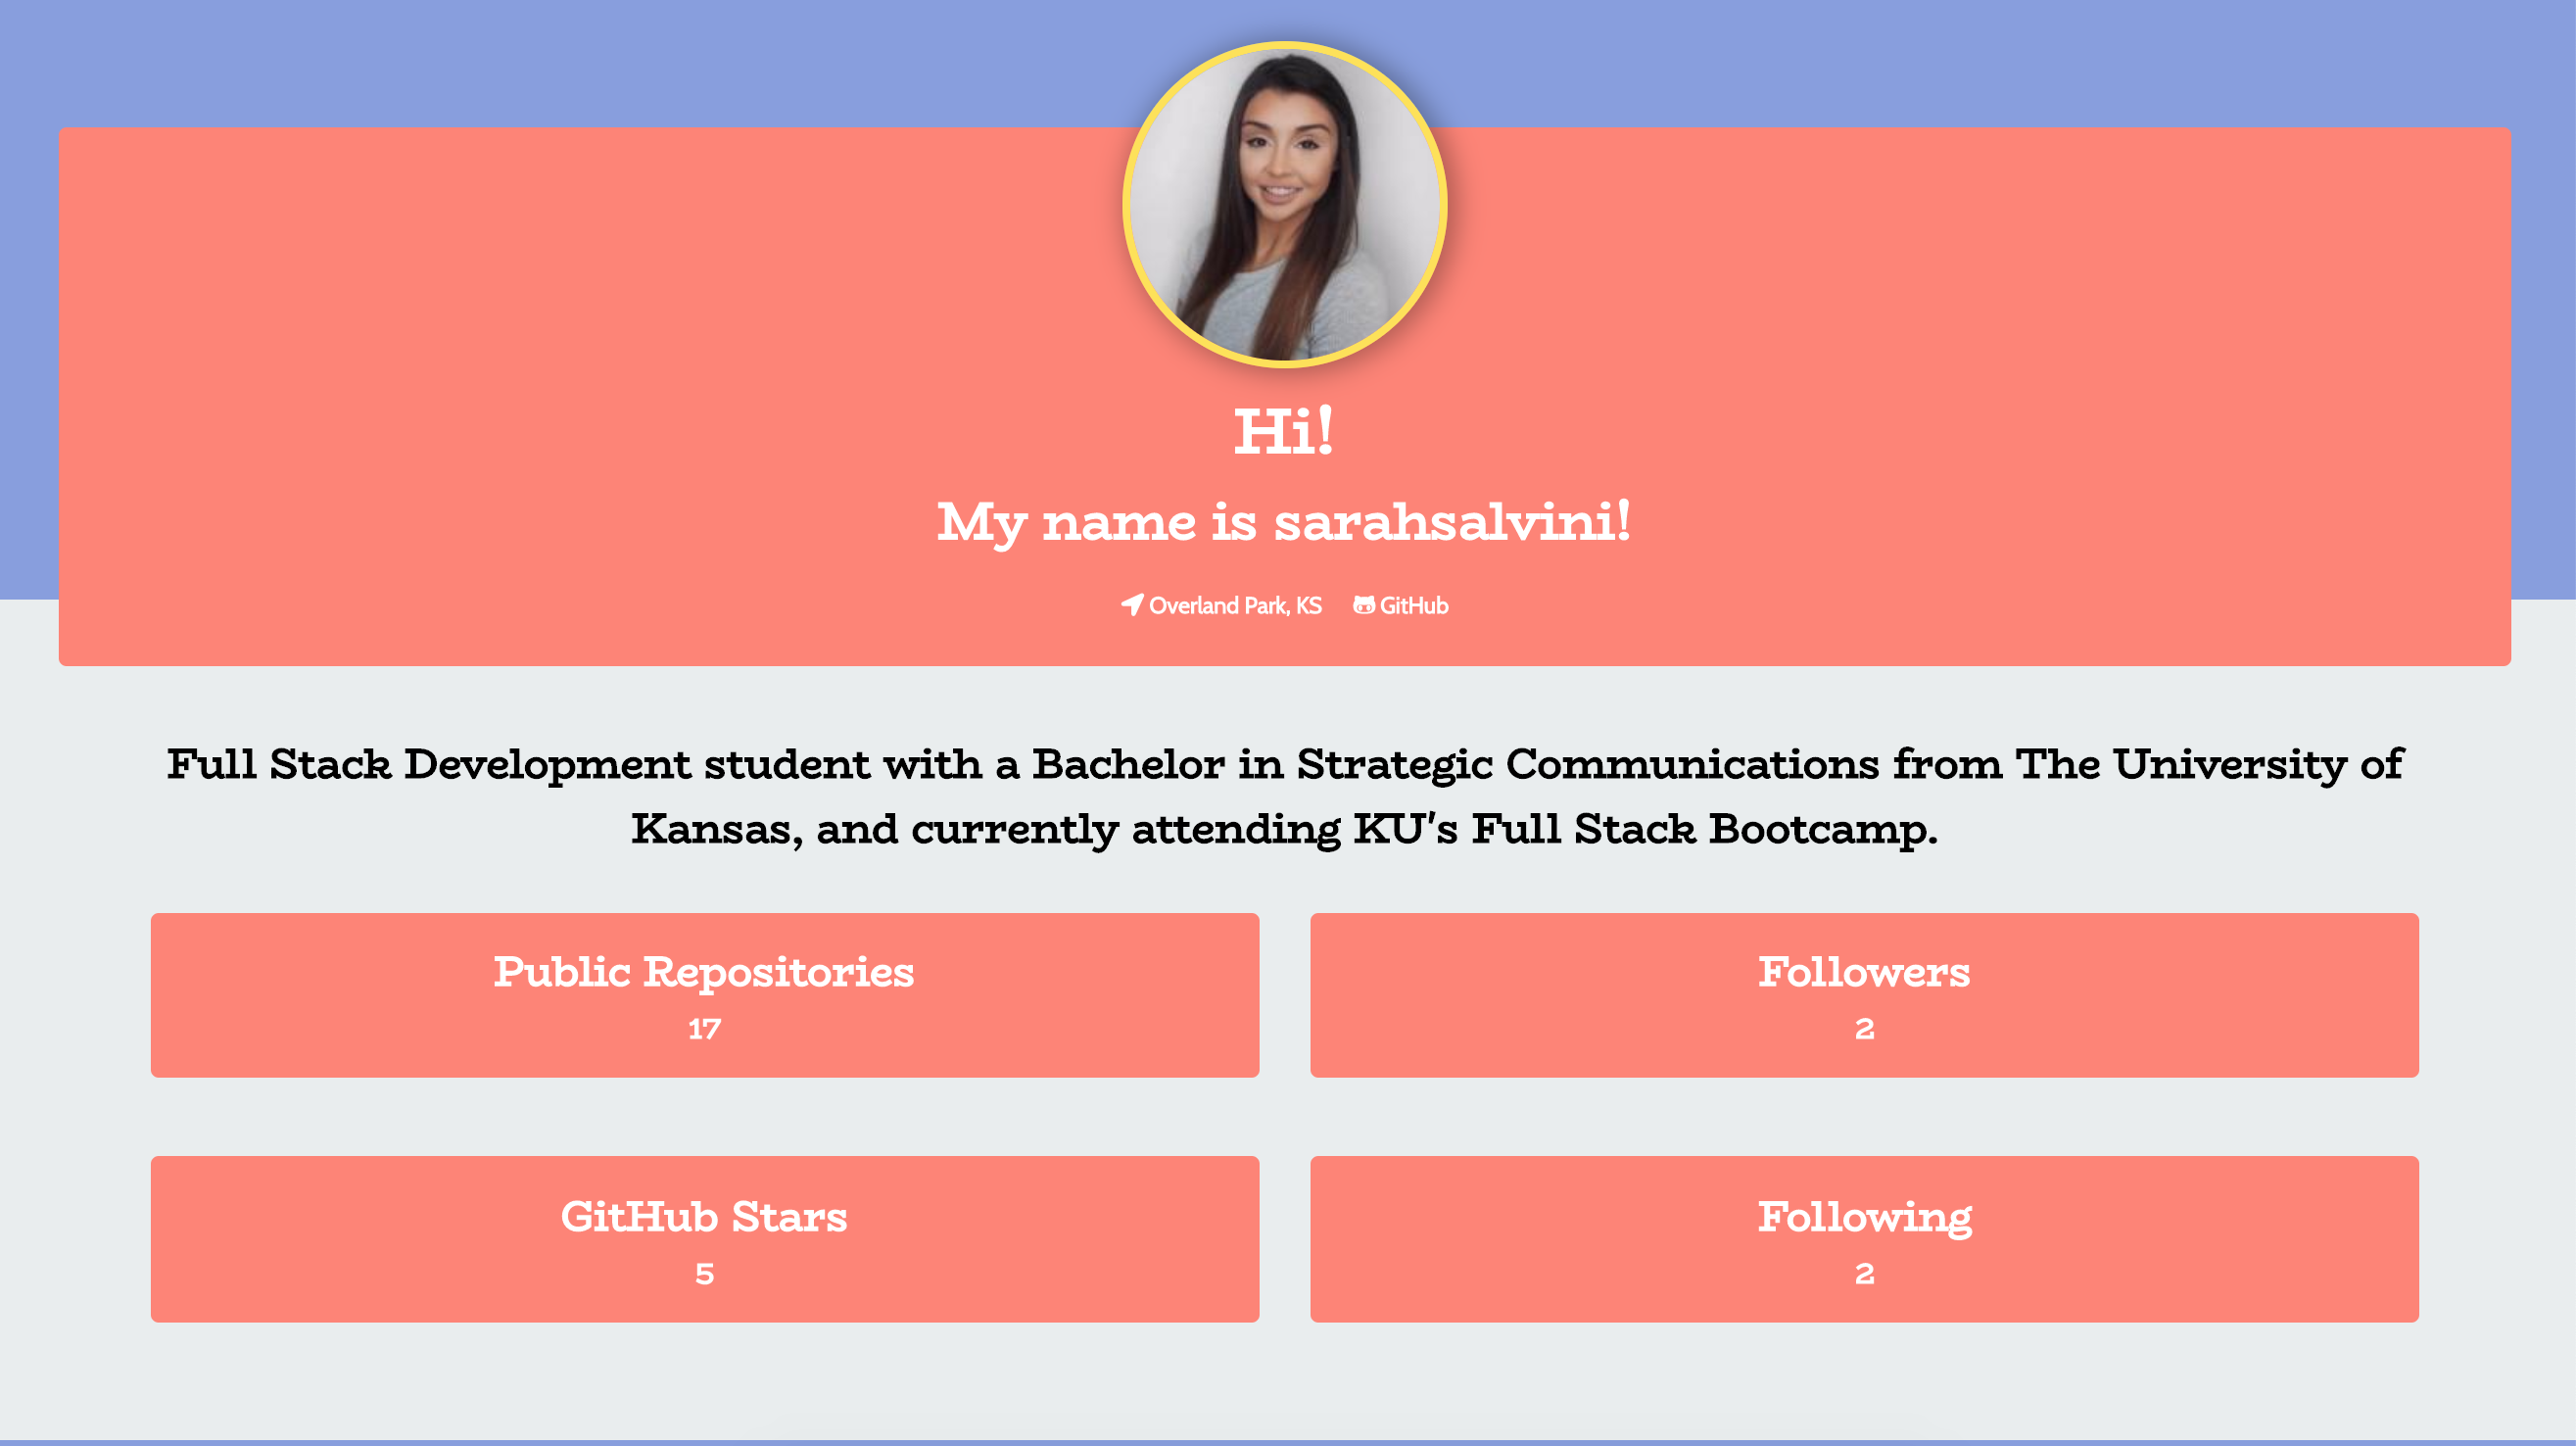 Hi!
My name is sarahsalvini!
Overland Park, KS GitHub
Full Stack Development student with a Bachelor in Strategic Communications from The University of
Kansas, and currently attending KU's Full Stack Bootcamp.
Public Repositories
17
Followers
2
GitHub Stars
5
Following
2